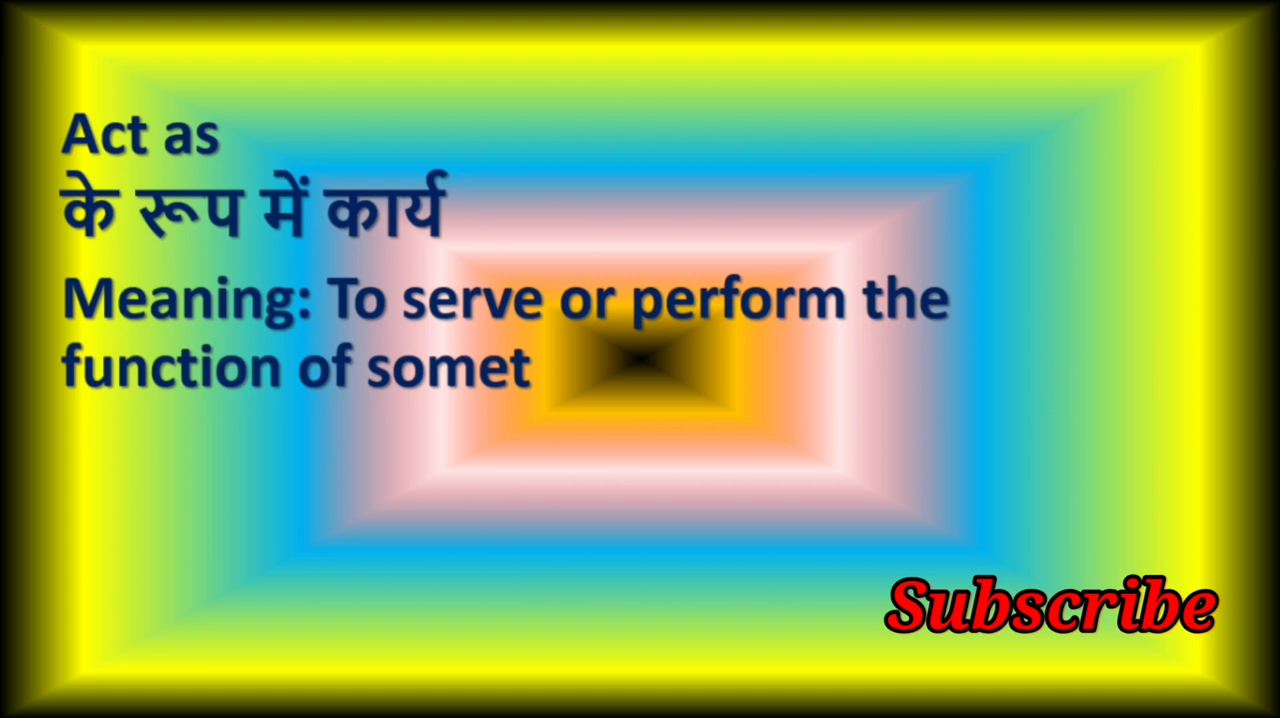 Act as
के रूप में कार्य
Meaning: To serve or perform the
function of somet
Subscribe